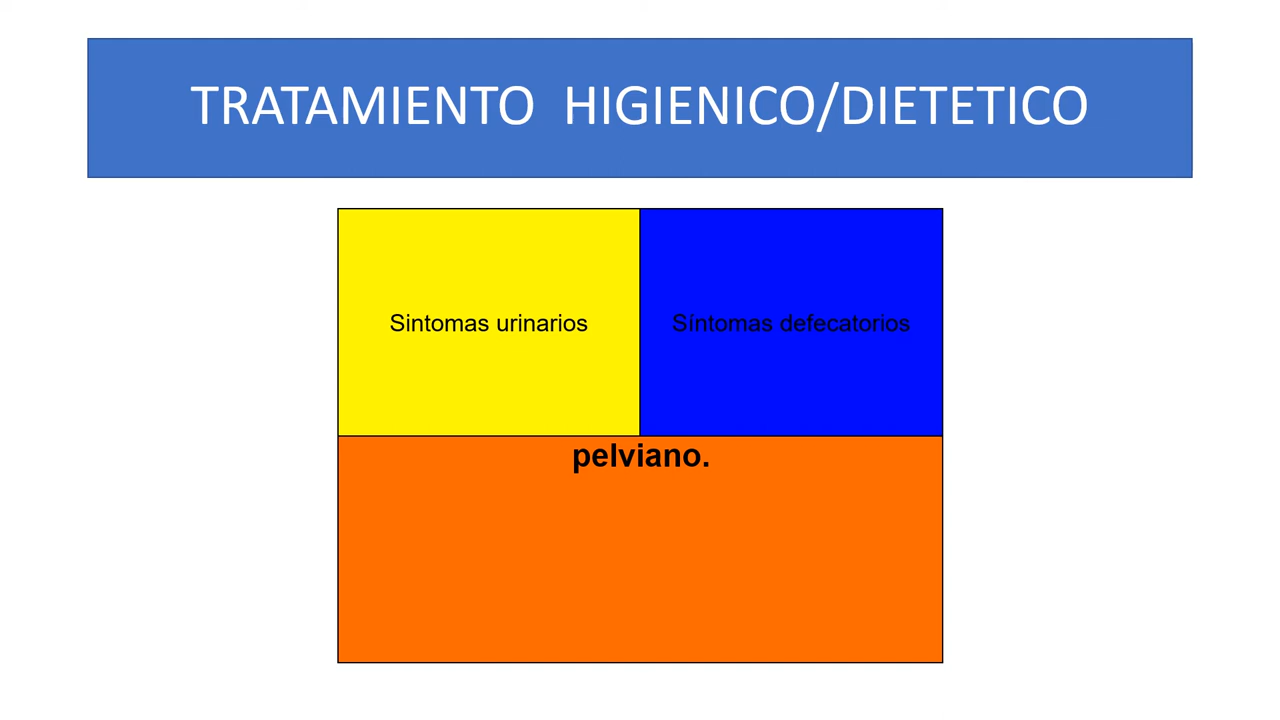 TRATAMIENTO HIGIENICO/DIETETICO
Sintomas urinarios
Síntomas defecatorios
pelviano.